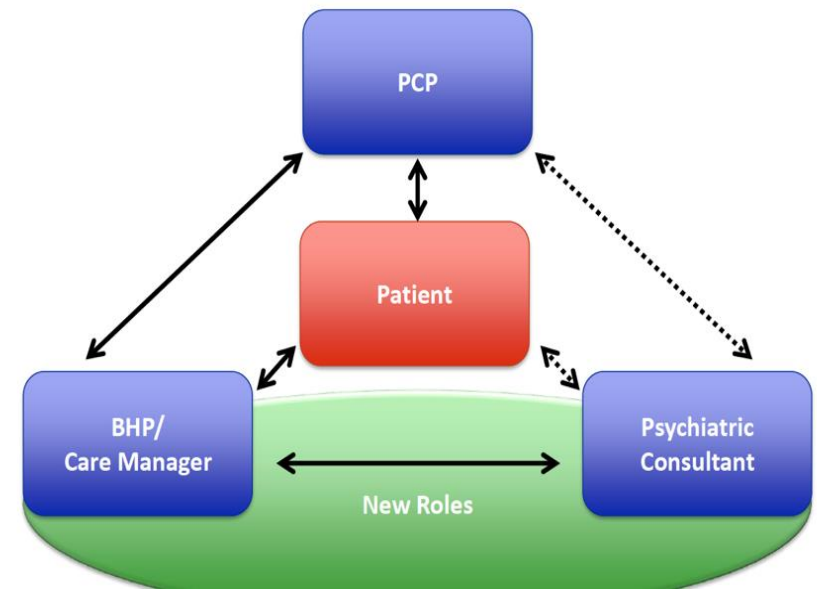 PCP
Patient
BHP/
Care Manager
Psychiatric
Consultant
New Roles